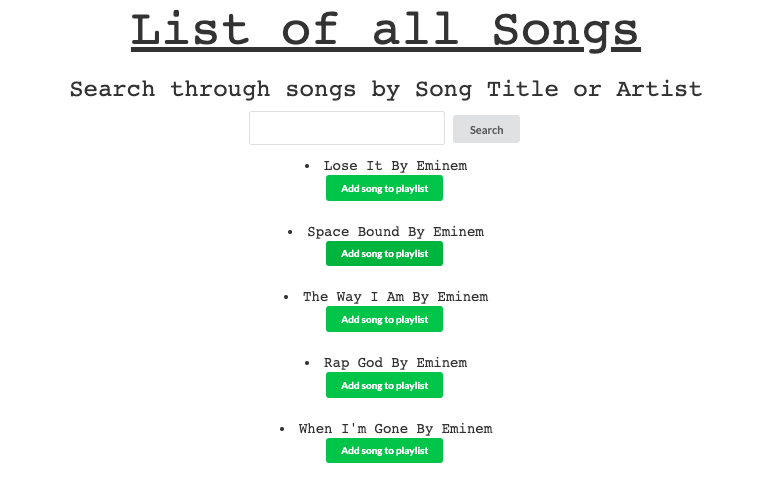 List of all Songs
Search through songs by Song Title or Artist
Search
• Lose It By Eminem
Add song to playlist
• Space Bound By Eminem
Add song to playlist
• The Way I Am By Eminem
Add song to playlist
• Rap God By Eminem
Add song to playlist
• When I'm Gone By Eminem
Add song to playlist